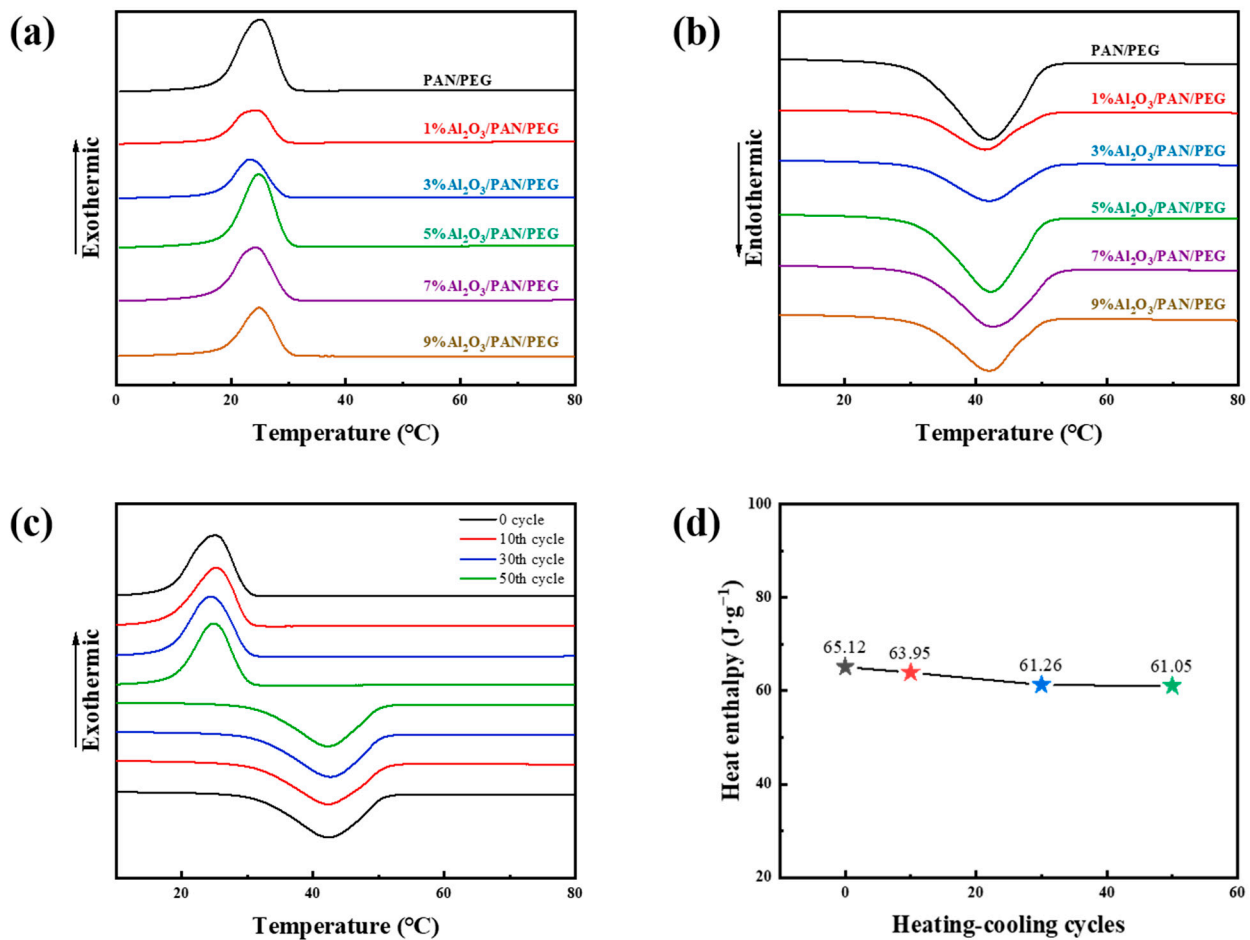 (a)
PAN/PEG
1%Al₂O₃/PAN/PEG
3%Al₂O₃/PAN/PEG
5%Al₂O₃/PAN/PEG
7%Al₂O₃/PAN/PEG
9%Al₂O₃/PAN/PEG
Exothermic
0 20 40 60 80
Temperature (°C)
(b)
PAN/PEG
1%Al₂O₃/PAN/PEG
3%Al₂O₃/PAN/PEG
5%Al₂O₃/PAN/PEG
7%Al₂O₃/PAN/PEG
9%Al₂O₃/PAN/PEG
Endothermic
20 40 60 80
Temperature (°C)
(c)
0 cycle
10th cycle
30th cycle
50th cycle
Exothermic
20 40 60 80
Temperature (°C)
(d)
100
80
60
40
20
Heat enthalpy (J·g⁻¹)
65.12 63.95 61.26 61.05
0 20 40 60
Heating-cooling cycles